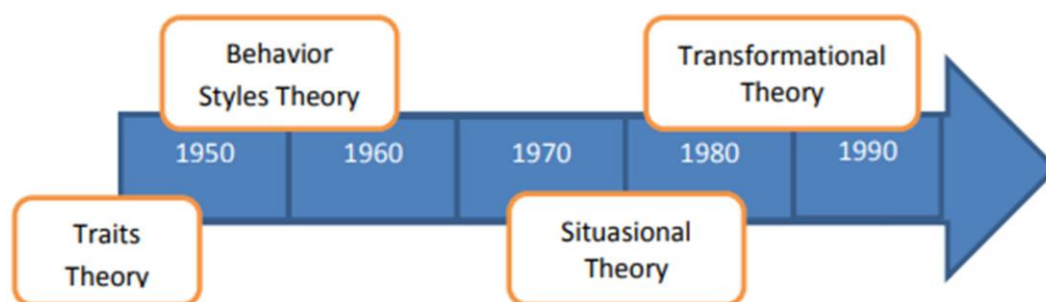 Behavior
Styles Theory
Transformational
Theory
1950
1960
1970
1980
1990
Traits
Theory
Situasional
Theory